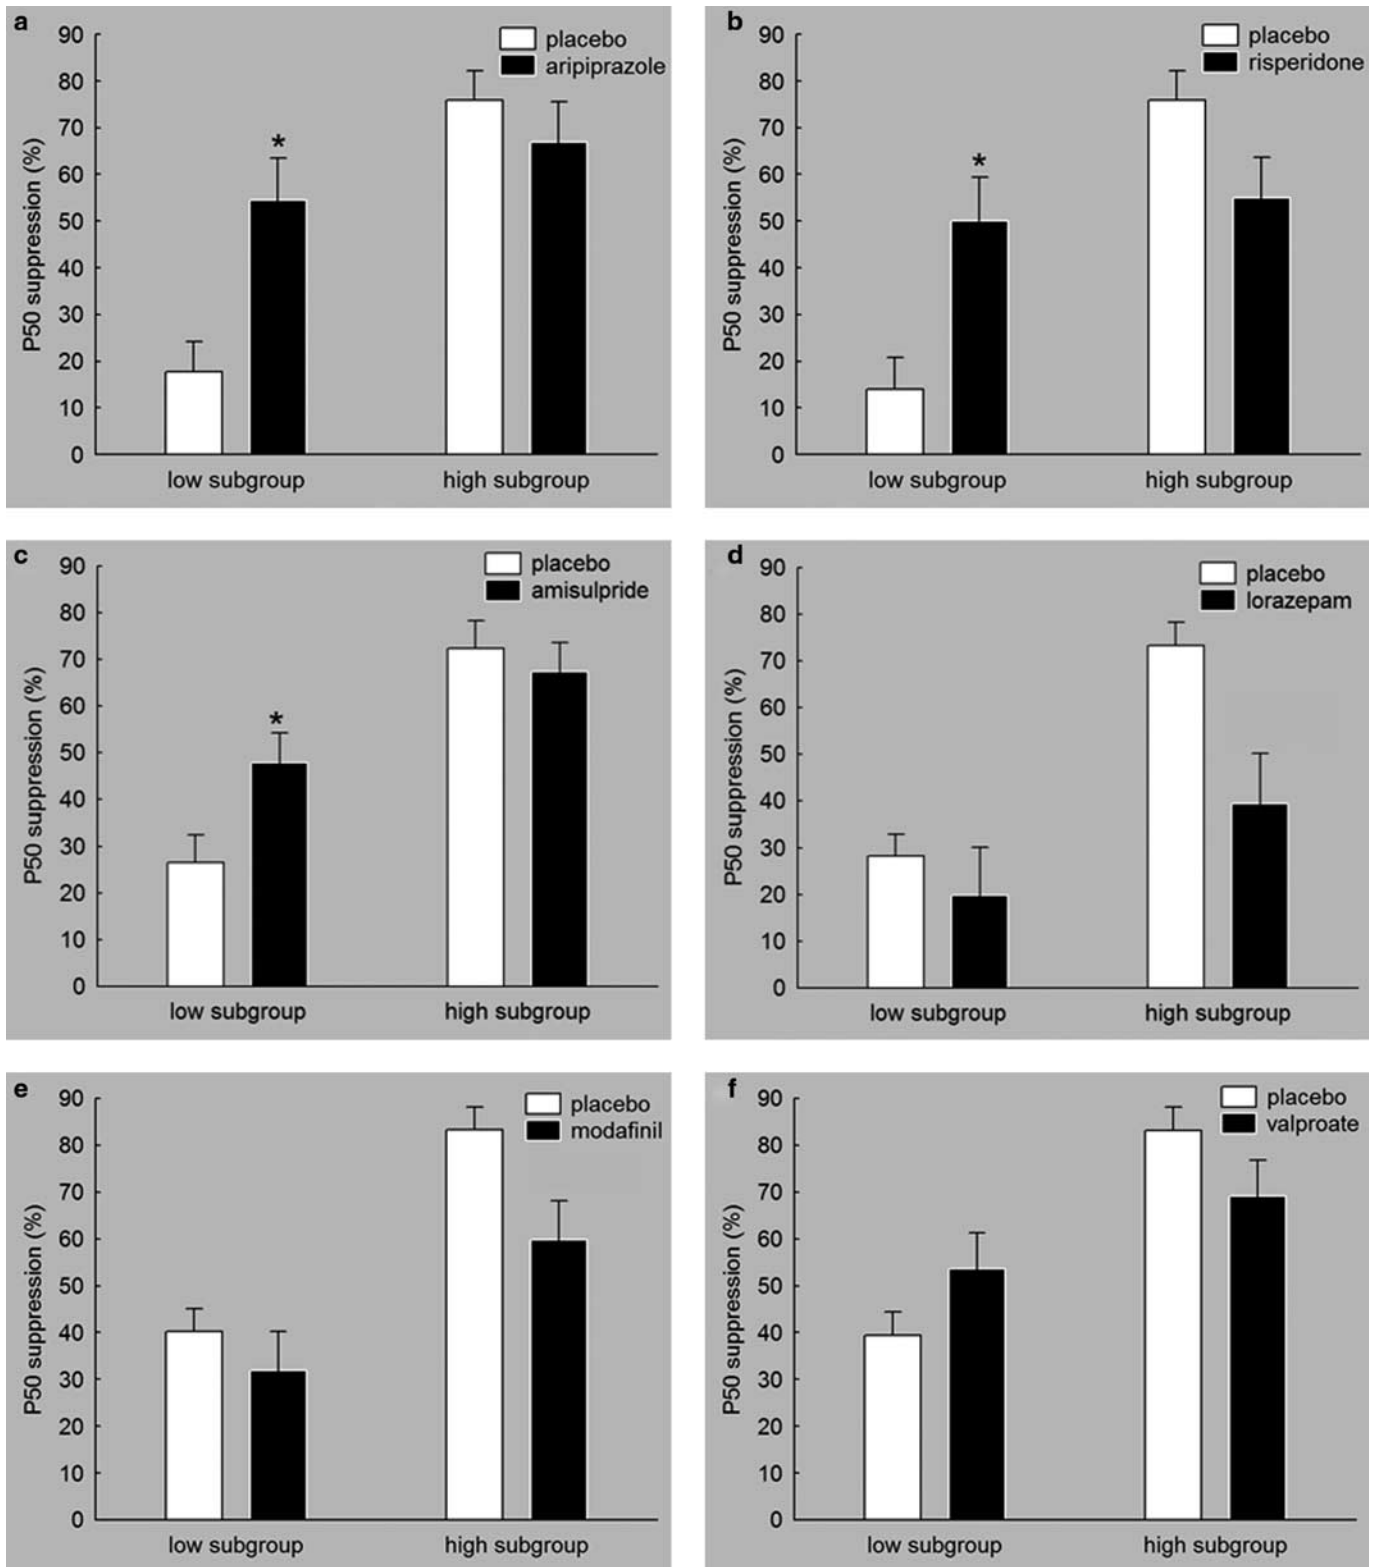 a
placebo
aripiprazole
P50 suppression (%)
90
80
70
60
50
40
30
20
10
0
*
low subgroup
high subgroup
b
placebo
risperidone
P50 suppression (%)
90
80
70
60
50
40
30
20
10
0
*
low subgroup
high subgroup
c
placebo
amisulpride
P50 suppression (%)
90
80
70
60
50
40
30
20
10
0
*
low subgroup
high subgroup
d
placebo
lorazepam
P50 suppression (%)
90
80
70
60
50
40
30
20
10
0
low subgroup
high subgroup
e
placebo
modafinil
P50 suppression (%)
90
80
70
60
50
40
30
20
10
0
low subgroup
high subgroup
f
placebo
valproate
P50 suppression (%)
90
80
70
60
50
40
30
20
10
0
low subgroup
high subgroup